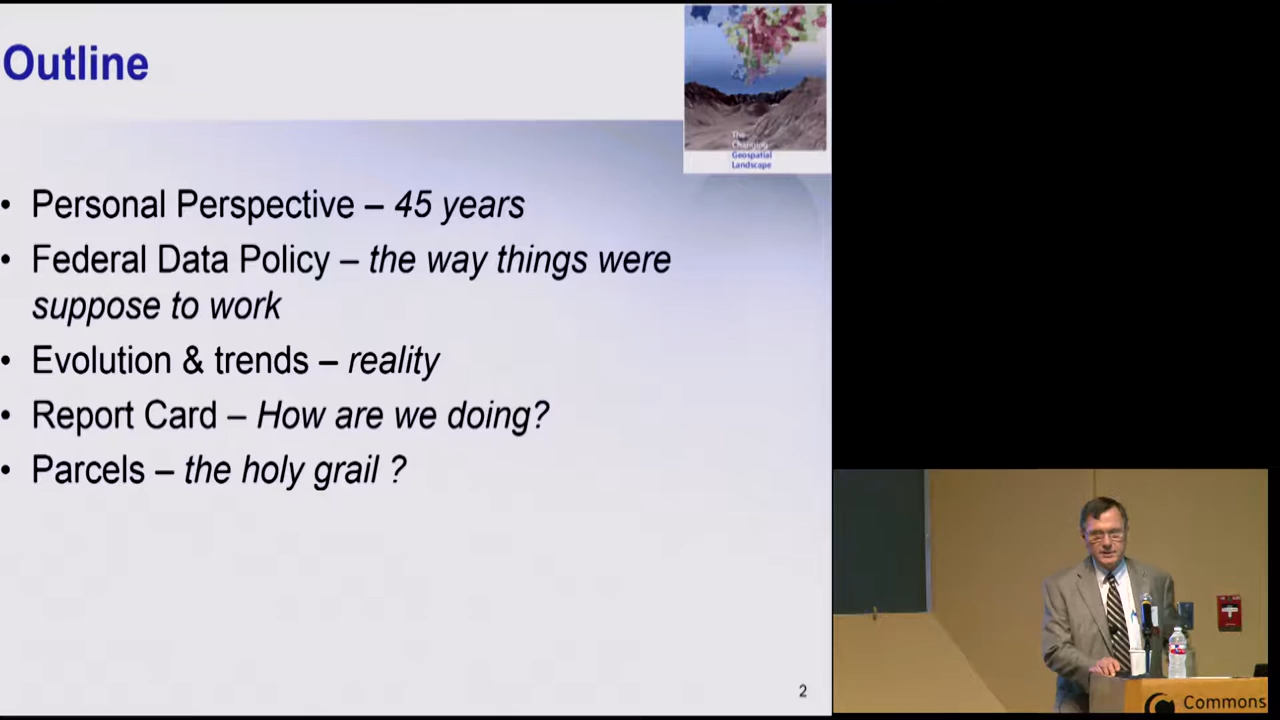 Outline
The
Changing
Geospatial
Landscape
• Personal Perspective – 45 years
• Federal Data Policy – the way things were
suppose to work
• Evolution & trends – reality
• Report Card – How are we doing?
• Parcels – the holy grail ?
2
Commons